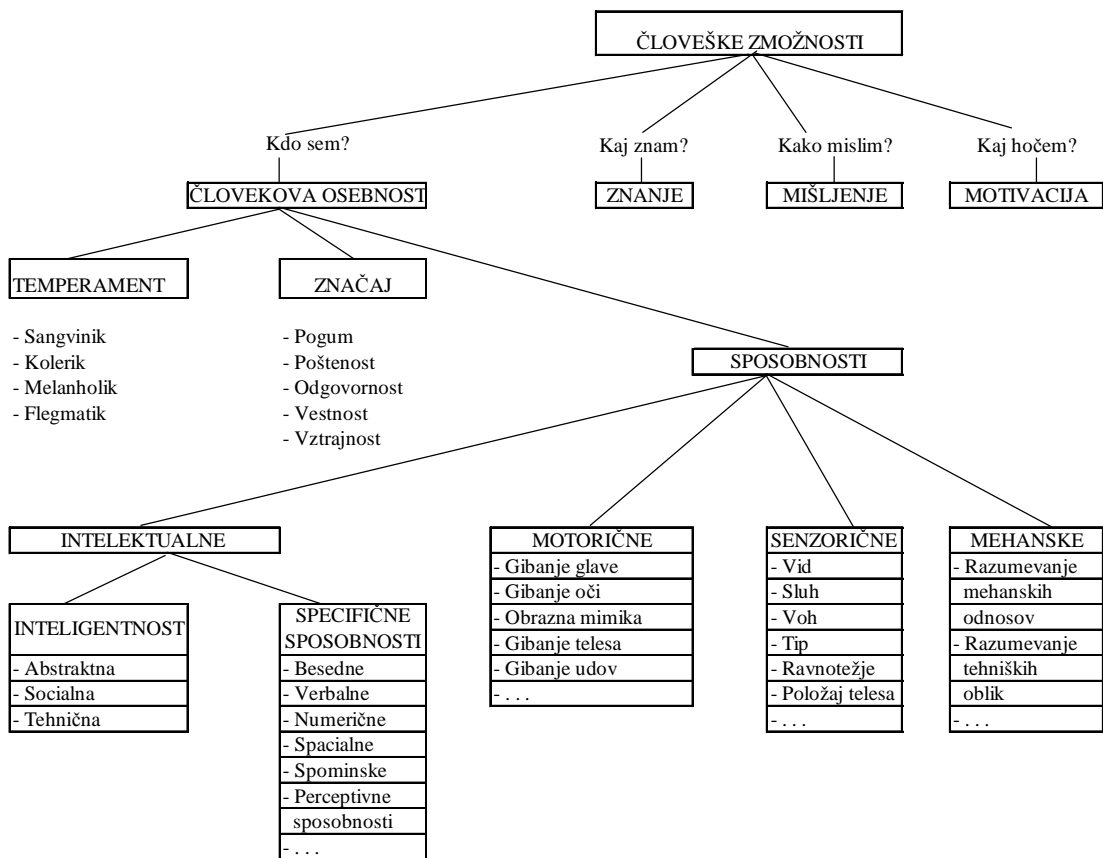 ČLOVEŠKE ZMOŽNOSTI
Kdo sem?
Kaj znam?
Kako mislim?
Kaj hočem?
ČLOVEKOVA OSEBNOST
ZNANJE
MIŠLJENJE
MOTIVACIJA
TEMPERAMENT
- Sangvinik
- Kolerik
- Melanholik
- Flegmatik
ZNAČAJ
- Pogum
- Poštenost
- Odgovornost
- Vestnost
- Vztrajnost
SPOSOBNOSTI
INTELEKTUALNE
INTELIGENTNOST
- Abstraktna
- Socialna
- Tehnična
SPECIFIČNE
SPOSOBNOSTI
- Besedne
- Verbalne
- Numerične
- Spacialne
- Spominske
- Perceptivne
sposobnosti
- . . .
MOTORIČNE
- Gibanje glave
- Gibanje oči
- Obrazna mimika
- Gibanje telesa
- Gibanje udov
- . . .
SENZORIČNE
- Vid
- Sluh
- Voh
- Tip
- Ravnotežje
- Položaj telesa
- . . .
MEHANSKE
- Razumevanje
mehanskih
odnosov
- Razumevanje
tehniških
oblik
- . . .